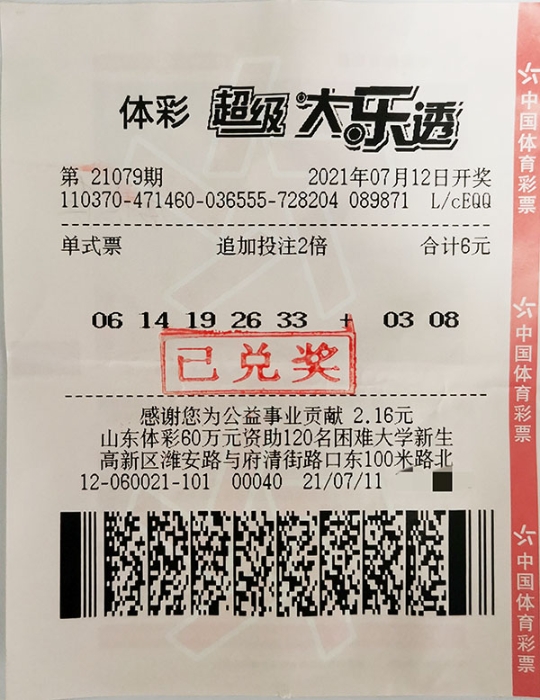 体彩 超级大乐透
第 21079期 2021年07月12日开奖
110370-471460-036555-728204 089871 L/cEQQ
单式票 追加投注2倍 合计6元
06 14 19 26 33 + 03 08
已兑奖
感谢您为公益事业贡献 2.16元
山东体彩60万元资助120名困难大学新生
高新区潍安路与府清街路口东100米路北
12-060021-101 00040 21/07/11
中国体育彩票
中国体育彩票
中国体育彩票